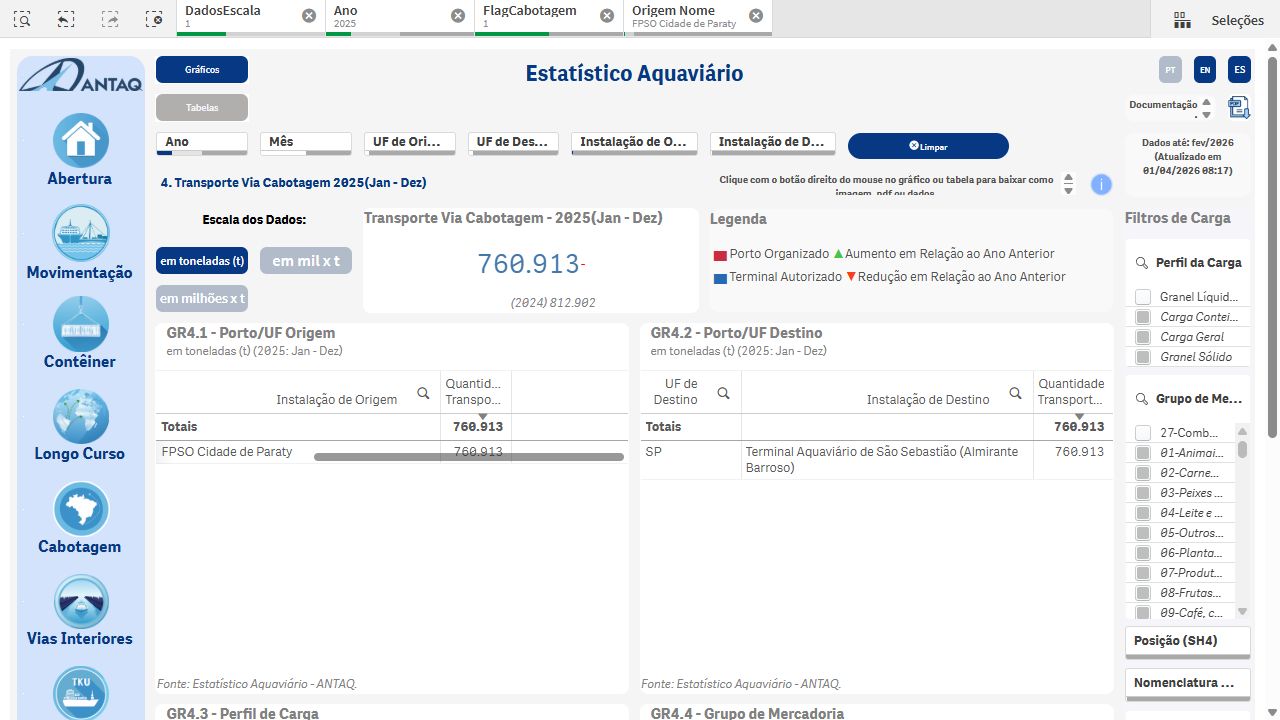 DadosEscala
1
Ano
2025
FlagCabotagem
1
Origem Nome
FPSO Cidade de Paraty
Seleções
ANTAQ
Gráficos
Tabelas
Estatístico Aquaviário
PT
EN
ES
Documentação
Ano
Mês
UF de Ori...
UF de Des...
Instalação de O...
Instalação de D...
Limpar
Dados até: fev/2026
(Atualizado em
01/04/2026 08:17)
4. Transporte Via Cabotagem 2025(Jan - Dez)
Clique com o botão direito do mouse no gráfico ou tabela para baixar como
imagem, pdf ou dados
i
Abertura
Movimentação
Contêiner
Longo Curso
Cabotagem
Vias Interiores
TKU
Escala dos Dados:
em toneladas (t)
em mil x t
em milhões x t
Transporte Via Cabotagem - 2025(Jan - Dez)
760.913-
(2024) 812.902
Legenda
Porto Organizado ▲Aumento em Relação ao Ano Anterior
Terminal Autorizado ▼Redução em Relação ao Ano Anterior
GR4.1 - Porto/UF Origem
em toneladas (t) (2025: Jan - Dez)
Instalação de Origem
Quantid...
Transpo...
Totais 760.913
FPSO Cidade de Paraty 760.913
Fonte: Estatístico Aquaviário - ANTAQ.
GR4.2 - Porto/UF Destino
em toneladas (t) (2025: Jan - Dez)
UF de
Destino
Instalação de Destino
Quantidade
Transport...
Totais 760.913
SP Terminal Aquaviário de São Sebastião (Almirante
Barroso) 760.913
Fonte: Estatístico Aquaviário - ANTAQ.
GR4.3 - Perfil de Carga
GR4.4 - Grupo de Mercadoria
Filtros de Carga
Perfil da Carga
Granel Líquid...
Carga Contei...
Carga Geral
Granel Sólido
Grupo de Me...
27-Comb...
01-Animai...
02-Carne...
03-Peixes ...
04-Leite e ...
05-Outros...
06-Planta...
07-Produt...
08-Frutas...
09-Café, c...
Posição (SH4)
Nomenclatura ...